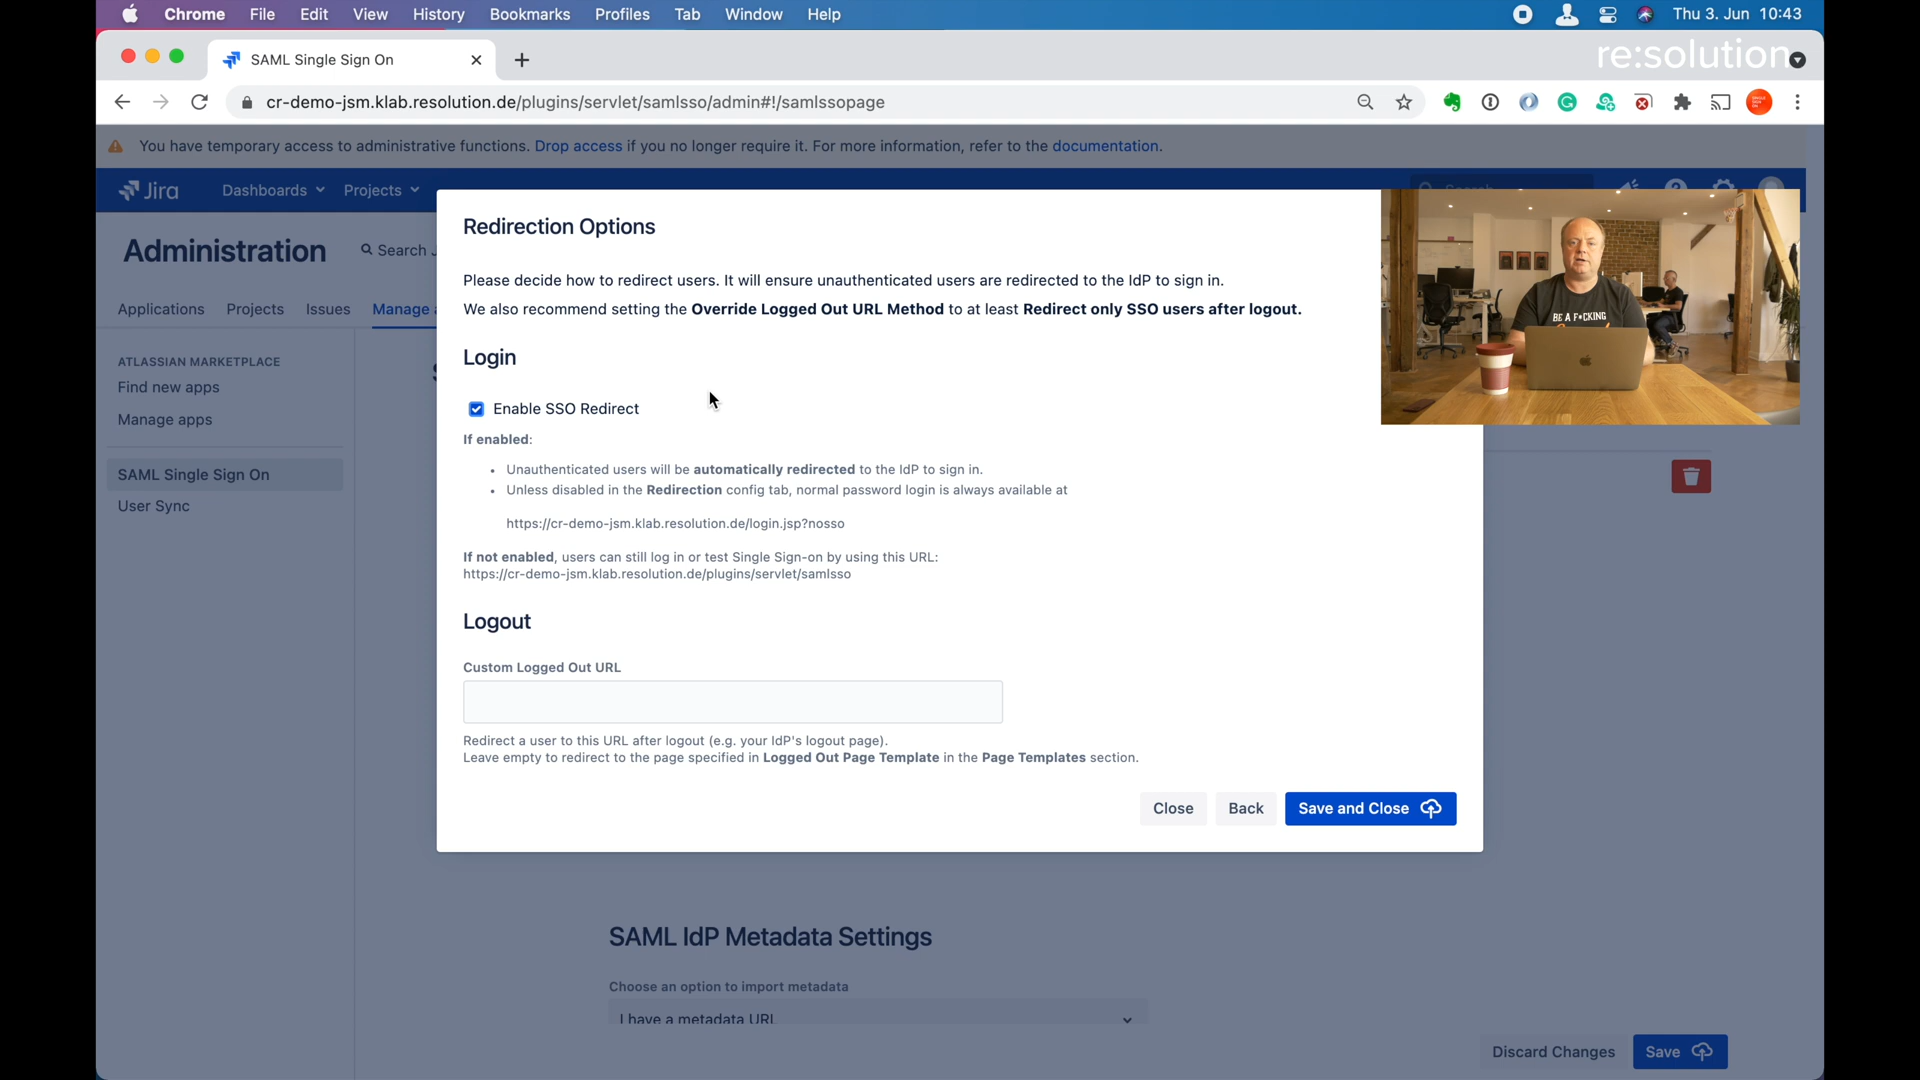 Chrome File Edit View History Bookmarks Profiles Tab Window Help Thu 3. Jun 10:43
SAML Single Sign On
re:solution
cr-demo-jsm.klab.resolution.de/plugins/servlet/samlsso/admin#!/samlssopage
You have temporary access to administrative functions. Drop access if you no longer require it. For more information, refer to the documentation.
Jira Dashboards Projects
Search
Administration
Search
Applications Projects Issues Manage
ATLASSIAN MARKETPLACE
Find new apps
Manage apps
SAML Single Sign On
User Sync
Redirection Options
Please decide how to redirect users. It will ensure unauthenticated users are redirected to the IdP to sign in.
We also recommend setting the Override Logged Out URL Method to at least Redirect only SSO users after logout.
Login
Enable SSO Redirect
If enabled:
• Unauthenticated users will be automatically redirected to the IdP to sign in.
• Unless disabled in the Redirection config tab, normal password login is always available at
https://cr-demo-jsm.klab.resolution.de/login.jsp?nosso
If not enabled, users can still log in or test Single Sign-on by using this URL:
https://cr-demo-jsm.klab.resolution.de/plugins/servlet/samlsso
Logout
Custom Logged Out URL
Redirect a user to this URL after logout (e.g. your IdP's logout page).
Leave empty to redirect to the page specified in Logged Out Page Template in the Page Templates section.
Close Back Save and Close
BE A F*CKING
SAML IdP Metadata Settings
Choose an option to import metadata
I have a metadata URL
Discard Changes Save